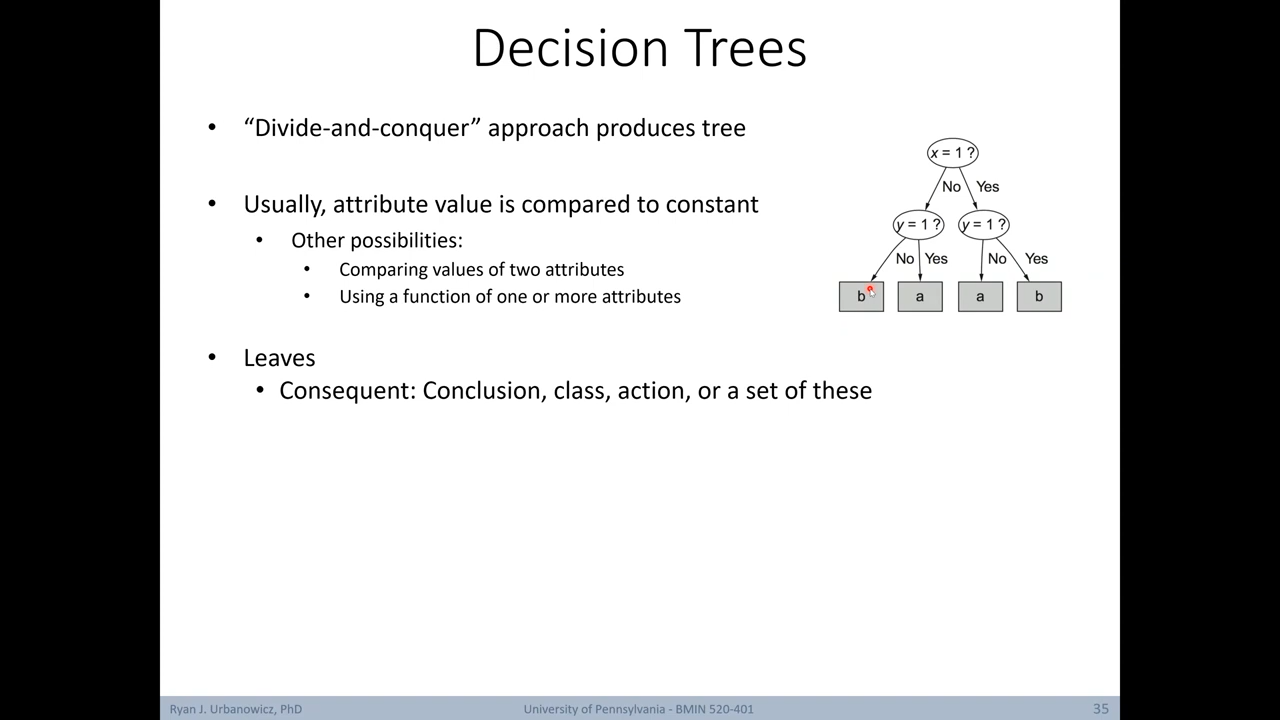 Decision Trees
• “Divide-and-conquer” approach produces tree
• Usually, attribute value is compared to constant
• Other possibilities:
• Comparing values of two attributes
• Using a function of one or more attributes
• Leaves
• Consequent: Conclusion, class, action, or a set of these
x = 1 ?
No Yes
y = 1 ? y = 1 ?
No Yes No Yes
b a a b
Ryan J. Urbanowicz, PhD University of Pennsylvania - BMIN 520-401 35